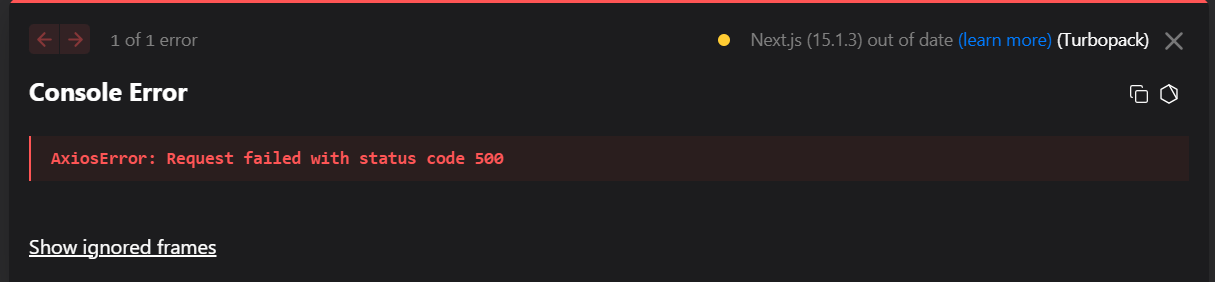 1 of 1 error
Next.js (15.1.3) out of date (learn more) (Turbopack)
Console Error
AxiosError: Request failed with status code 500
Show ignored frames